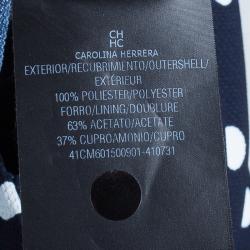 CH
HC
CAROLINA HERRERA
EXTERIOR/RECUBRIMIENTO/OUTERSHELL/
EXTÉRIEUR
100% POLIESTER/POLYESTER
FORRO/LINING/DOUGLURE
63% ACETATO/ACETATE
37% CUPROAMONIO/CUPRO
41CM601500901-410731